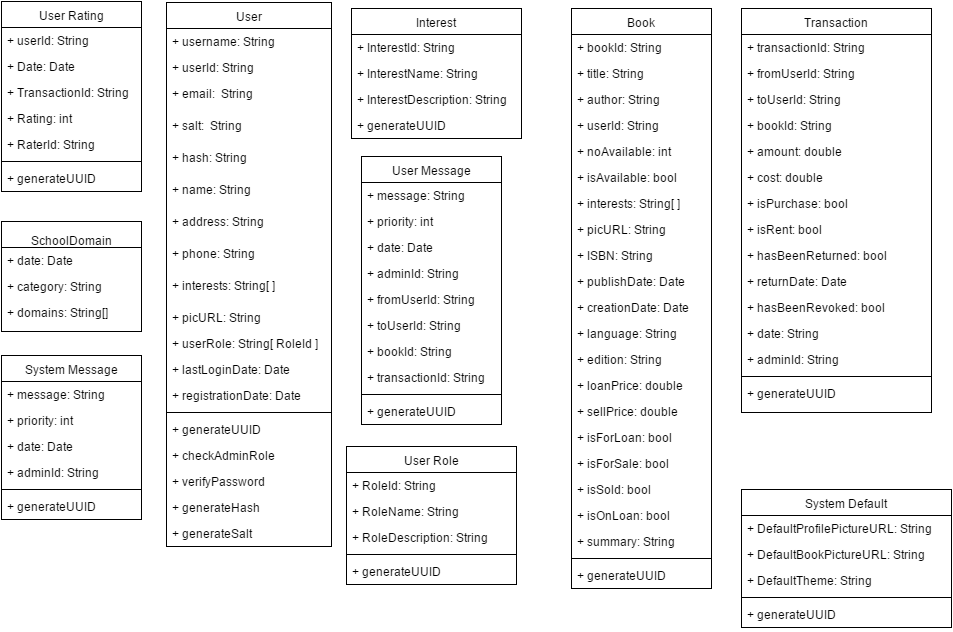 User Rating
+ userId: String
+ Date: Date
+ TransactionId: String
+ Rating: int
+ RaterId: String
+ generateUUID
SchoolDomain
+ date: Date
+ category: String
+ domains: String[]
System Message
+ message: String
+ priority: int
+ date: Date
+ adminId: String
+ generateUUID
User
+ username: String
+ userId: String
+ email:  String
+ salt:  String
+ hash: String
+ name: String
+ address: String
+ phone: String
+ interests: String[ ]
+ picURL: String
+ userRole: String[ RoleId ]
+ lastLoginDate: Date
+ registrationDate: Date
+ generateUUID
+ checkAdminRole
+ verifyPassword
+ generateHash
+ generateSalt
Interest
+ InterestId: String
+ InterestName: String
+ InterestDescription: String
+ generateUUID
User Message
+ message: String
+ priority: int
+ date: Date
+ adminId: String
+ fromUserId: String
+ toUserId: String
+ bookId: String
+ transactionId: String
+ generateUUID
User Role
+ RoleId: String
+ RoleName: String
+ RoleDescription: String
+ generateUUID
Book
+ bookId: String
+ title: String
+ author: String
+ userId: String
+ noAvailable: int
+ isAvailable: bool
+ interests: String[ ]
+ picURL: String
+ ISBN: String
+ publishDate: Date
+ creationDate: Date
+ language: String
+ edition: String
+ loanPrice: double
+ sellPrice: double
+ isForLoan: bool
+ isForSale: bool
+ isSold: bool
+ isOnLoan: bool
+ summary: String
+ generateUUID
Transaction
+ transactionId: String
+ fromUserId: String
+ toUserId: String
+ bookId: String
+ amount: double
+ cost: double
+ isPurchase: bool
+ isRent: bool
+ hasBeenReturned: bool
+ returnDate: Date
+ hasBeenRevoked: bool
+ date: String
+ adminId: String
+ generateUUID
System Default
+ DefaultProfilePictureURL: String
+ DefaultBookPictureURL: String
+ DefaultTheme: String
+ generateUUID